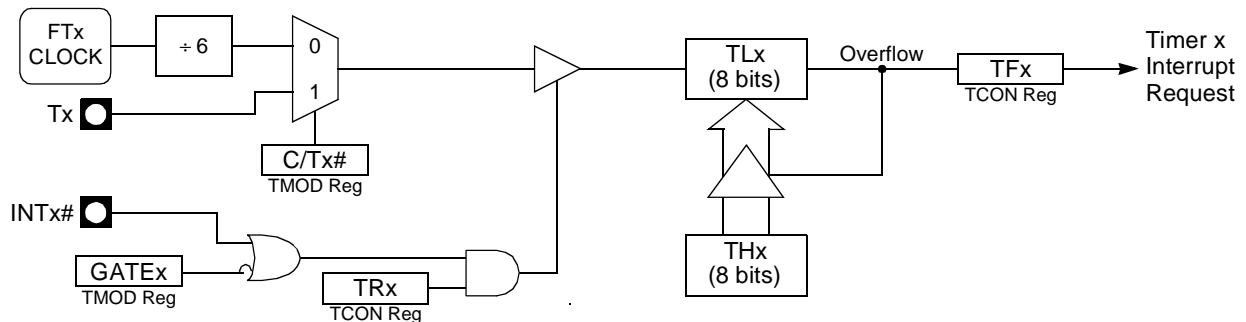 FTx
CLOCK
÷ 6
0
1
Tx
C/Tx#
TMOD Reg
TLx
(8 bits)
Overflow
TFx
TCON Reg
Timer x
Interrupt
Request
INTx#
GATEx
TMOD Reg
TRx
TCON Reg
THx
(8 bits)